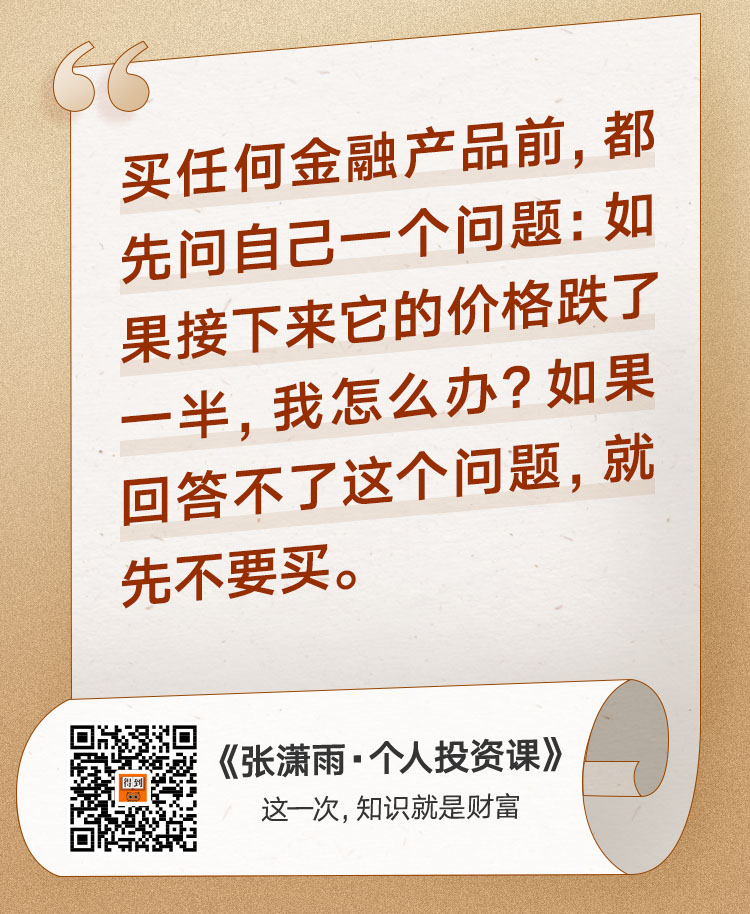 买任何金融产品前，都
先问自己一个问题：如
果接下来它的价格跌了
一半，我怎么办？如果
回答不了这个问题，就
先不要买。
得到
《张潇雨·个人投资课》
这一次，知识就是财富